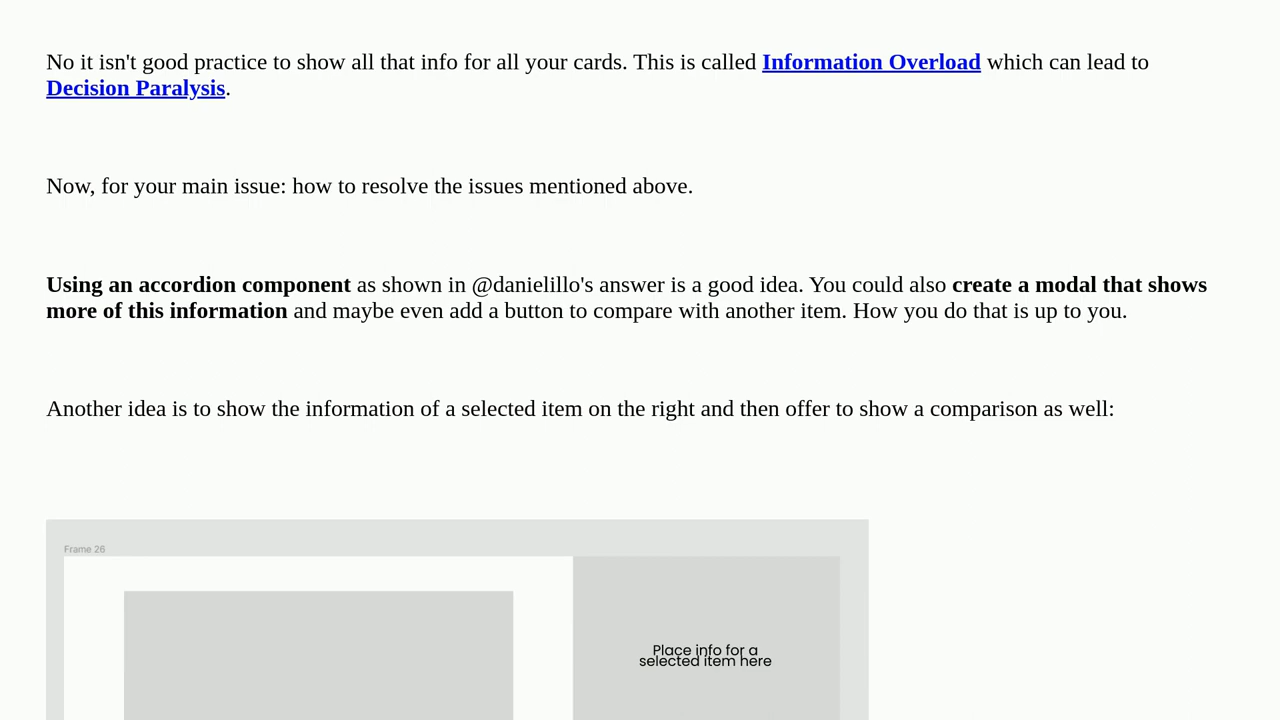 No it isn't good practice to show all that info for all your cards. This is called Information Overload which can lead to
Decision Paralysis.
Now, for your main issue: how to resolve the issues mentioned above.
Using an accordion component as shown in @danielillo's answer is a good idea. You could also create a modal that shows
more of this information and maybe even add a button to compare with another item. How you do that is up to you.
Another idea is to show the information of a selected item on the right and then offer to show a comparison as well:
Frame 26
Place info for a
selected item here